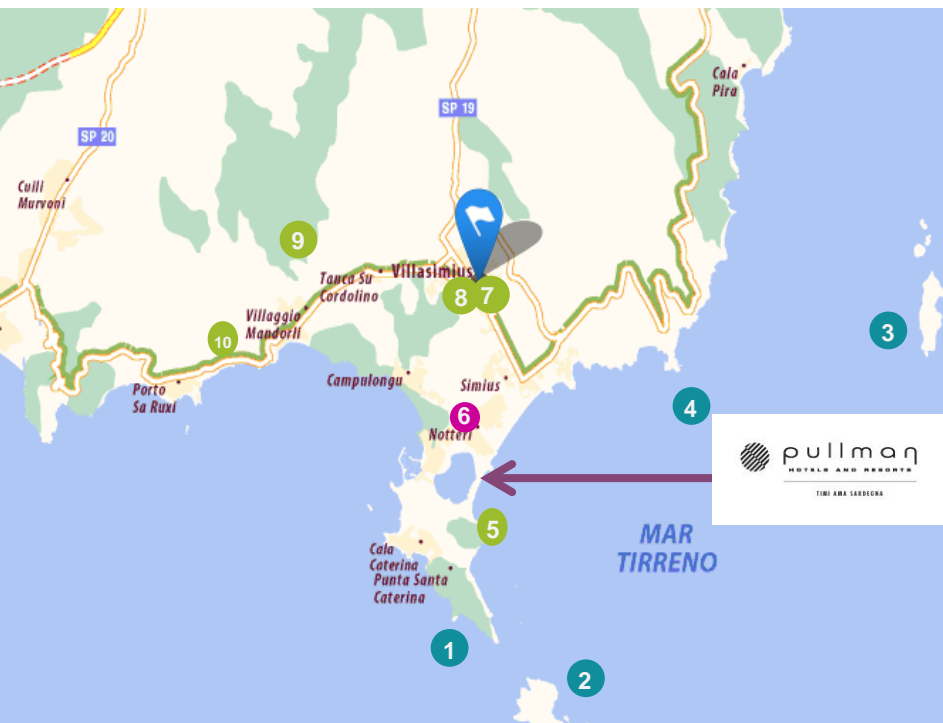 Cala
Pira
SP 19
SP 20
Cuili
Murvoni
9
Tanca Su
Cordolino
Villasimius
8
7
Villaggio
Mandorli
3
10
Porto
Sa Ruxi
Campulongu
Simius
4
6
Notteri
pullman
HOTELS AND RESORTS
TIMI AMA SARDEGNA
5
MAR
TIRRENO
Cala
Caterina
Punta Santa
Caterina
1
2